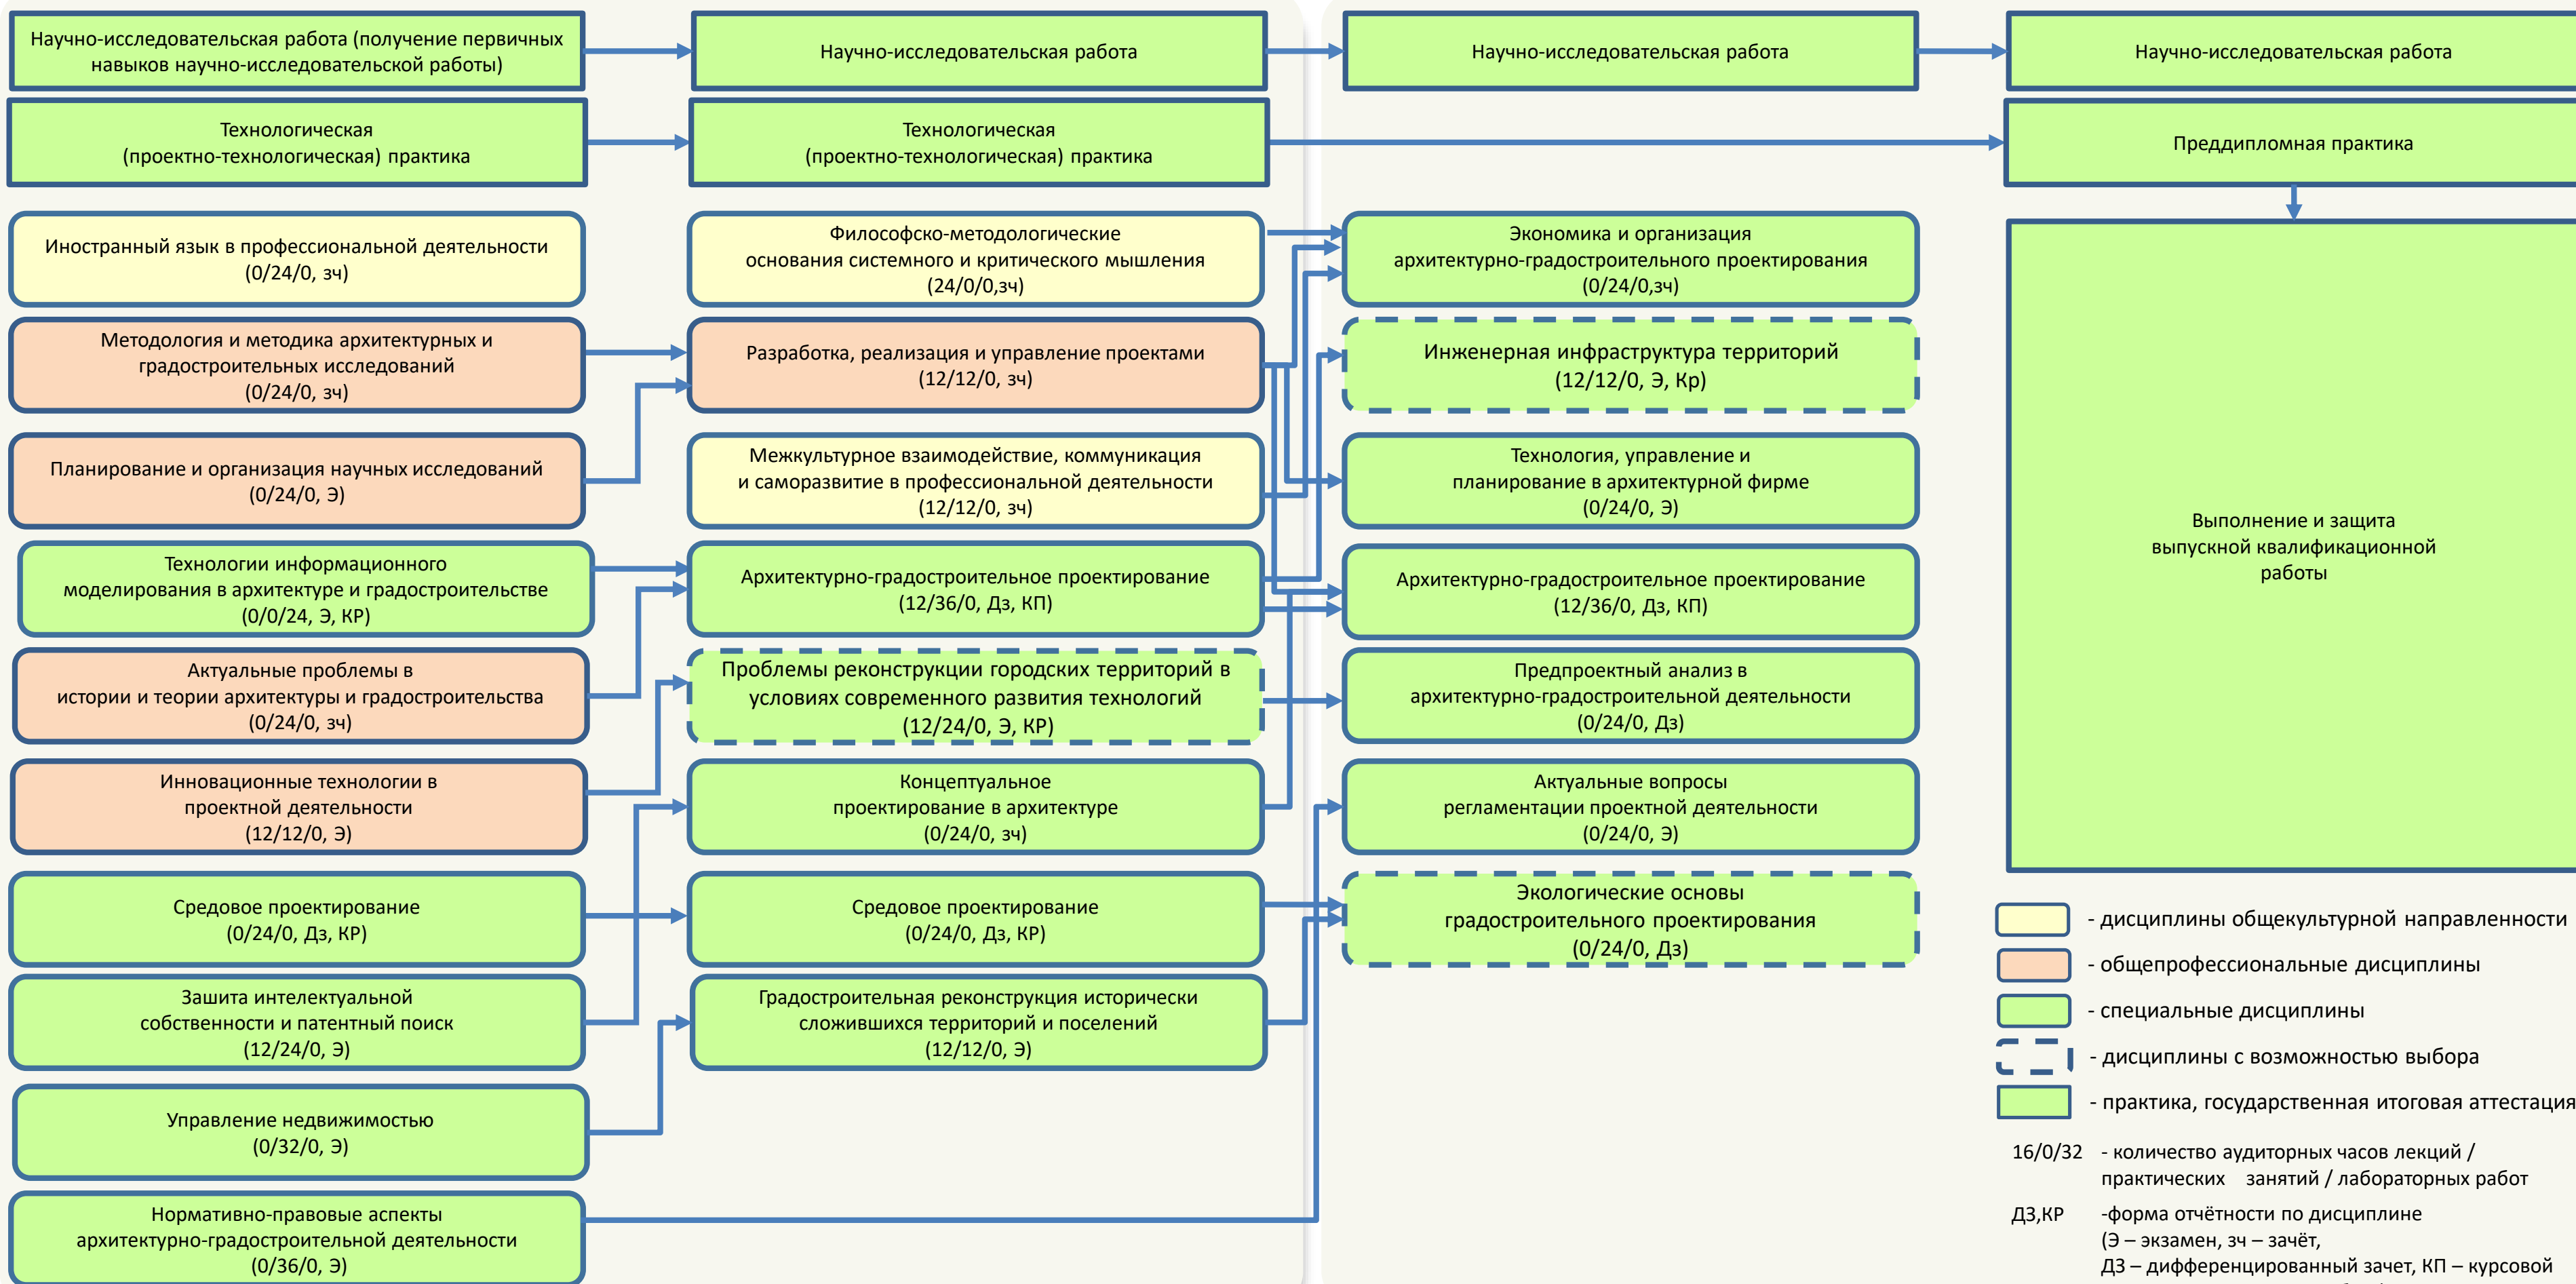 Научно-исследовательская работа (получение первичных
навыков научно-исследовательской работы)
Научно-исследовательская работа
Научно-исследовательская работа
Научно-исследовательская работа
Технологическая
(проектно-технологическая) практика
Технологическая
(проектно-технологическая) практика
Преддипломная практика
Иностранный язык в профессиональной деятельности
(0/24/0, зч)
Методология и методика архитектурных и
градостроительных исследований
(0/24/0, зч)
Планирование и организация научных исследований
(0/24/0, Э)
Технологии информационного
моделирования в архитектуре и градостроительстве
(0/0/24, Э, КР)
Актуальные проблемы в
истории и теории архитектуры и градостроительства
(0/24/0, зч)
Инновационные технологии в
проектной деятельности
(12/12/0, Э)
Средовое проектирование
(0/24/0, Дз, КР)
Зашита интелектуальной
собственности и патентный поиск
(12/24/0, Э)
Управление недвижимостью
(0/32/0, Э)
Нормативно-правовые аспекты
архитектурно-градостроительной деятельности
(0/36/0, Э)
Философско-методологические
основания системного и критического мышления
(24/0/0,зч)
Разработка, реализация и управление проектами
(12/12/0, зч)
Межкультурное взаимодействие, коммуникация
и саморазвитие в профессиональной деятельности
(12/12/0, зч)
Архитектурно-градостроительное проектирование
(12/36/0, Дз, КП)
Проблемы реконструкции городских территорий в
условиях современного развития технологий
(12/24/0, Э, КР)
Концептуальное
проектирование в архитектуре
(0/24/0, зч)
Средовое проектирование
(0/24/0, Дз, КР)
Градостроительная реконструкция исторически
сложившихся территорий и поселений
(12/12/0, Э)
Экономика и организация
архитектурно-градостроительного проектирования
(0/24/0,зч)
Инженерная инфраструктура территорий
(12/12/0, Э, Кр)
Технология, управление и
планирование в архитектурной фирме
(0/24/0, Э)
Архитектурно-градостроительное проектирование
(12/36/0, Дз, КП)
Предпроектный анализ в
архитектурно-градостроительной деятельности
(0/24/0, Дз)
Актуальные вопросы
регламентации проектной деятельности
(0/24/0, Э)
Экологические основы
градостроительного проектирования
(0/24/0, Дз)
Выполнение и защита
выпускной квалификационной
работы
- дисциплины общекультурной направленности
- общепрофессиональные дисциплины
- специальные дисциплины
- дисциплины с возможностью выбора
- практика, государственная итоговая аттестация
16/0/32 - количество аудиторных часов лекций /
практических занятий / лабораторных работ
ДЗ,КР -форма отчётности по дисциплине
(Э – экзамен, зч – зачёт,
ДЗ – дифференцированный зачет, КП – курсовой